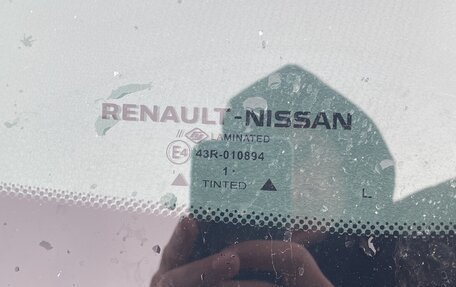 RENAULT-NISSAN
/// LAMINATED
E4 43R-010894
1 ·
TINTED L